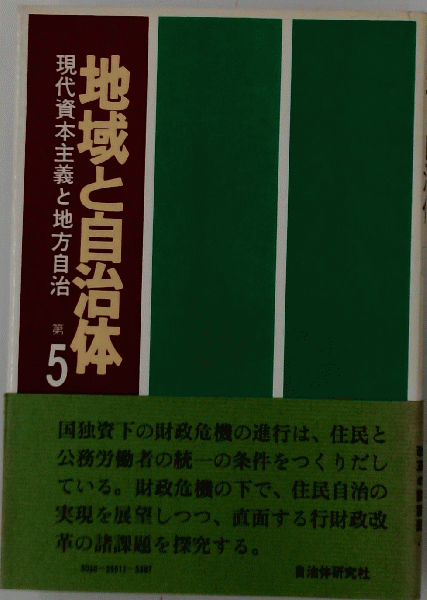 地域と自治体
現代資本主義と地方自治
第5
国独資下の財政危機の進行は、住民と
公務労働者の統一の条件をつくりだし
ている。財政危機の下で、住民自治の
実現を展望しつつ、直面する行財政改
革の諸課題を探究する。
自治体研究社